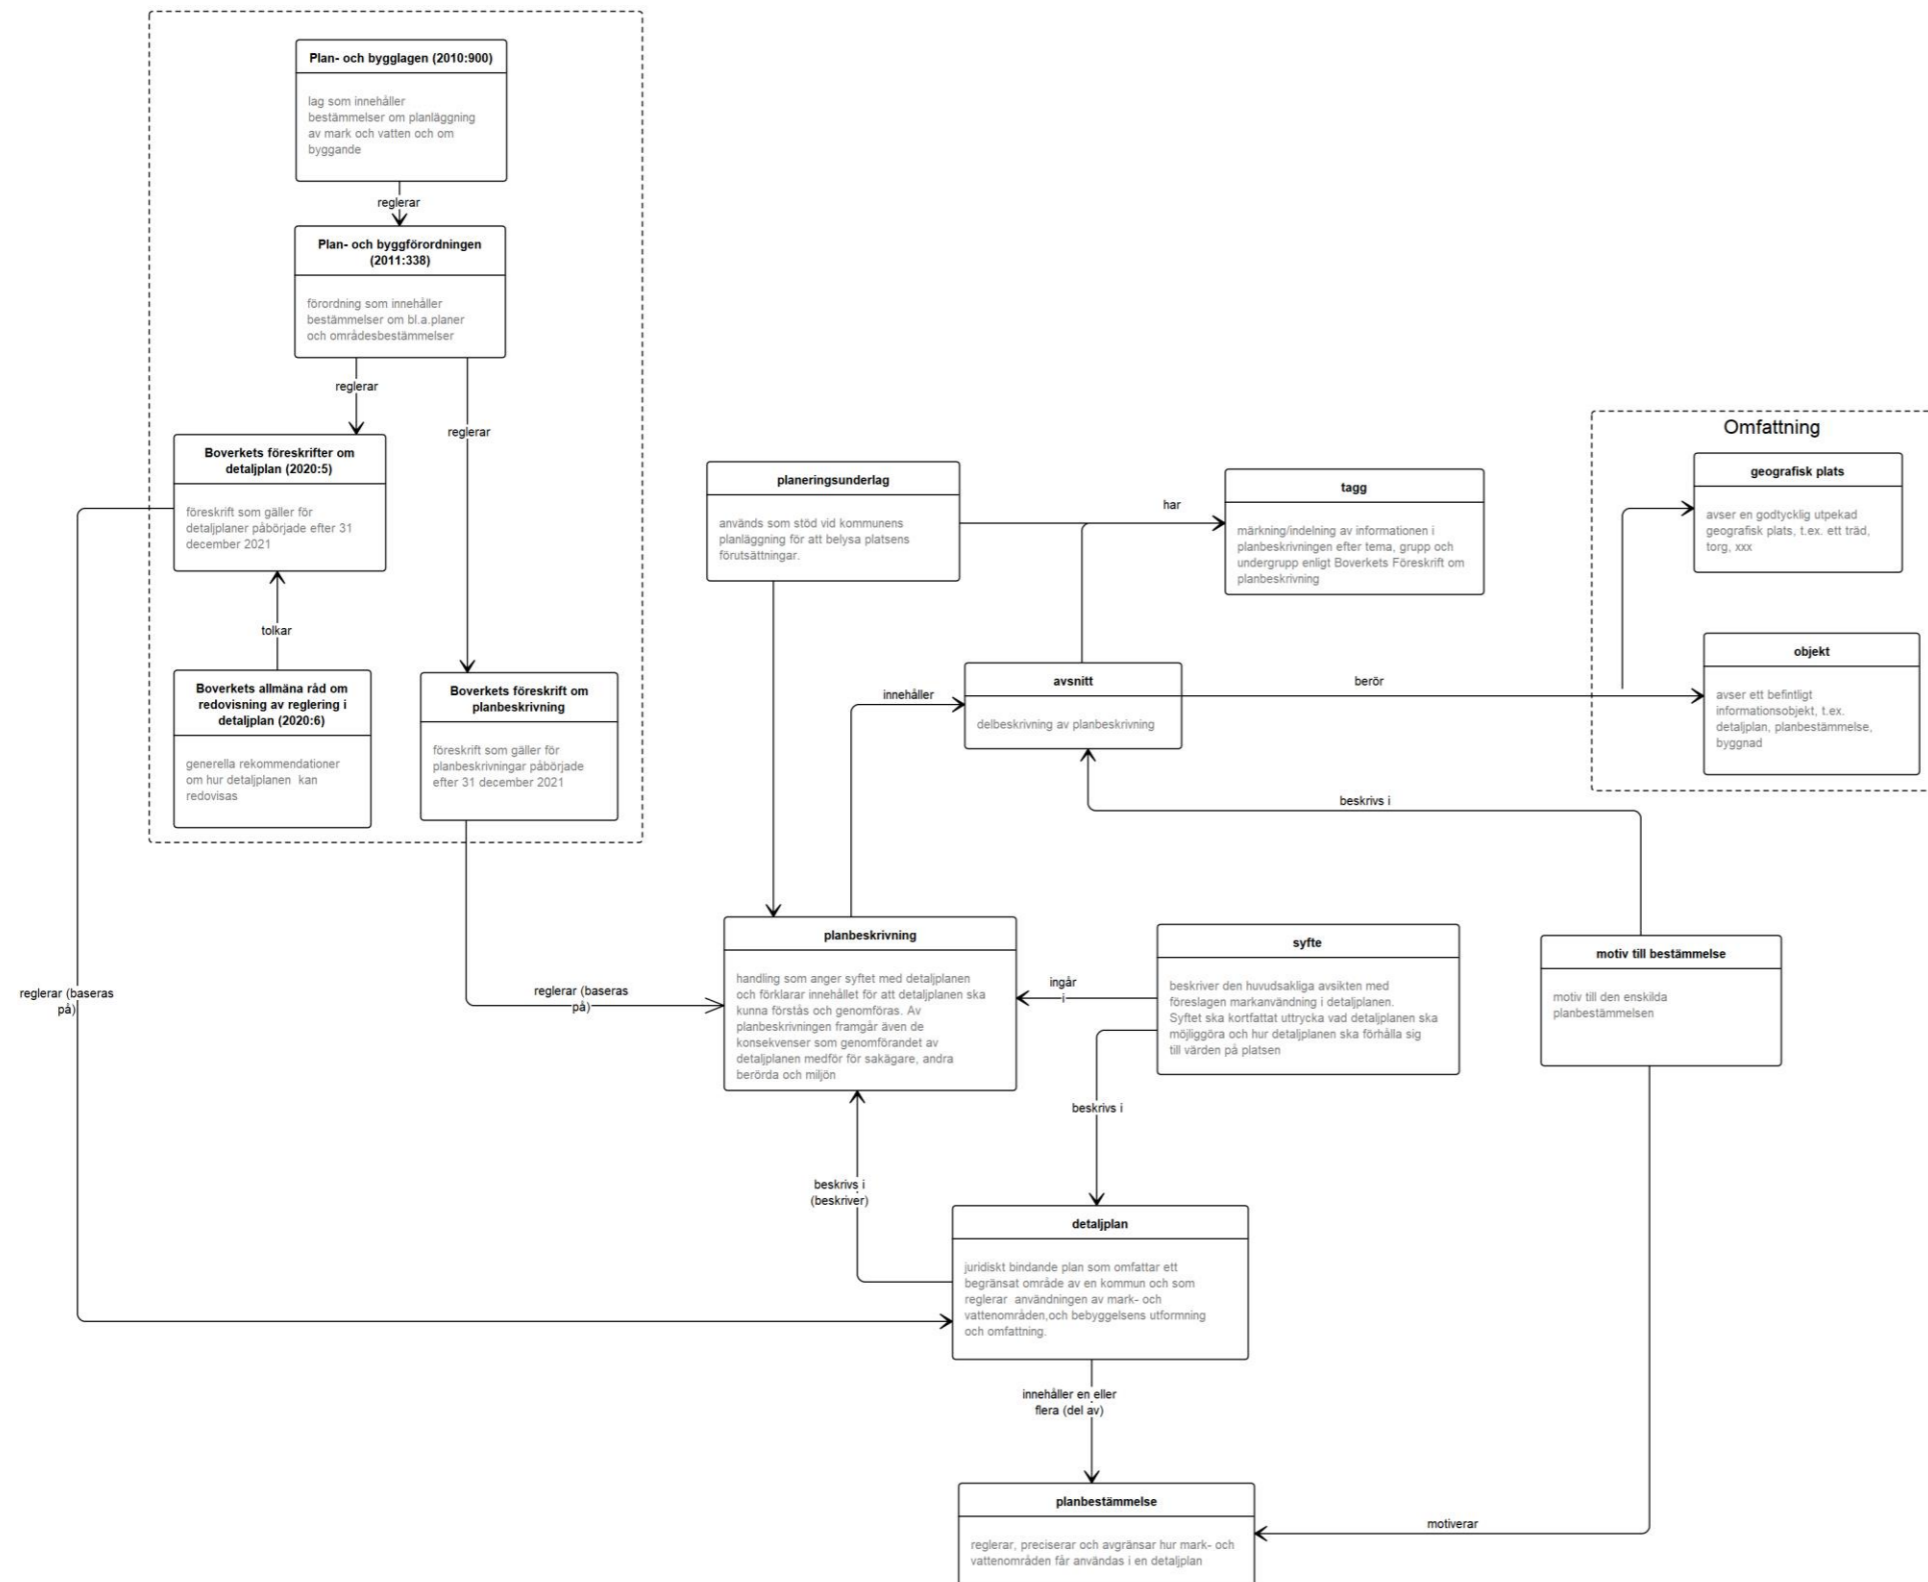 Plan- och bygglagen (2010:900)
lag som innehåller
bestämmelser om planläggning
av mark och vatten och om
byggande
reglerar
Plan- och byggförordningen
(2011:338)
förordning som innehåller
bestämmelser om bl.a.planer
och områdesbestämmelser
reglerar
reglerar
Boverkets föreskrifter om
detaljplan (2020:5)
föreskrift som gäller för
detaljplaner påbörjade efter 31
december 2021
tolkar
Boverkets allmäna råd om
redovisning av reglering i
detaljplan (2020:6)
generella rekommendationer
om hur detaljplanen kan
redovisas
Boverkets föreskrift om
planbeskrivning
föreskrift som gäller för
planbeskrivningar påbörjade
efter 31 december 2021
planeringsunderlag
används som stöd vid kommunens
planläggning för att belysa platsens
förutsättningar.
har
tagg
märkning/indelning av informationen i
planbeskrivningen efter tema, grupp och
undergrupp enligt Boverkets Föreskrift om
planbeskrivning
Omfattning
geografisk plats
avser en godtycklig utpekad
geografisk plats, t.ex. ett träd,
torg, xxx
objekt
avser ett befintligt
informationsobjekt, t.ex.
detaljplan, planbestämmelse,
byggnad
innehåller
avsnitt
delbeskrivning av planbeskrivning
berör
beskrivs i
reglerar (baseras
på)
reglerar (baseras
på)
planbeskrivning
handling som anger syftet med detaljplanen
och förklarar innehållet för att detaljplanen ska
kunna förstås och genomföras. Av
planbeskrivningen framgår även de
konsekvenser som genomförandet av
detaljplanen medför för sakägare, andra
berörda och miljön
ingår
i
syfte
beskriver den huvudsakliga avsikten med
föreslagen markanvändning i detaljplanen.
Syftet ska kortfattat uttrycka vad detaljplanen ska
möjliggöra och hur detaljplanen ska förhålla sig
till värden på platsen
motiv till bestämmelse
motiv till den enskilda
planbestämmelsen
beskrivs i
beskrivs i
(beskriver)
detaljplan
juridiskt bindande plan som omfattar ett
begränsat område av en kommun och som
reglerar användningen av mark- och
vattenområden,och bebyggelsens utformning
och omfattning.
innehåller en eller
flera (del av)
planbestämmelse
reglerar, preciserar och avgränsar hur mark- och
vattenområden får användas i en detaljplan
motiverar